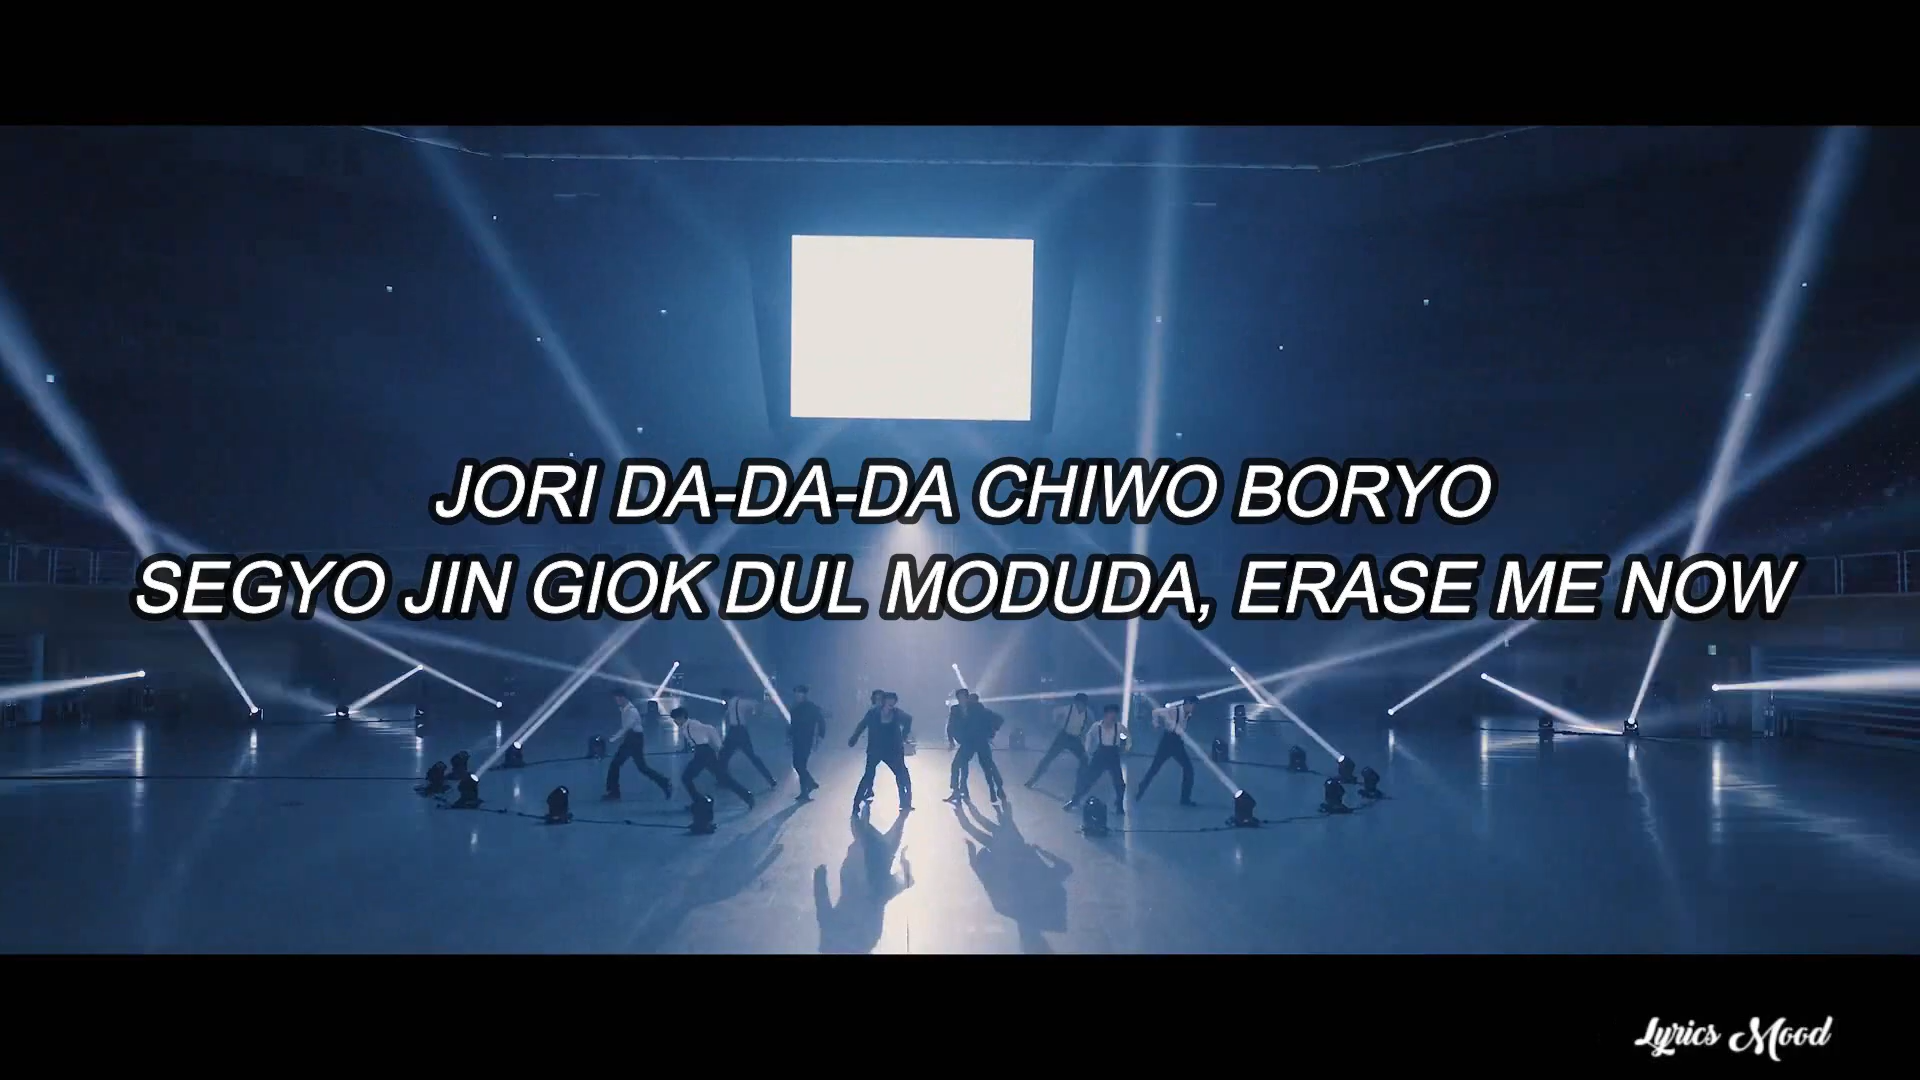 JORI DA-DA-DA CHIWO BORYO
SEGYO JIN GIOK DUL MODUDA, ERASE ME NOW
Lyrics Mood